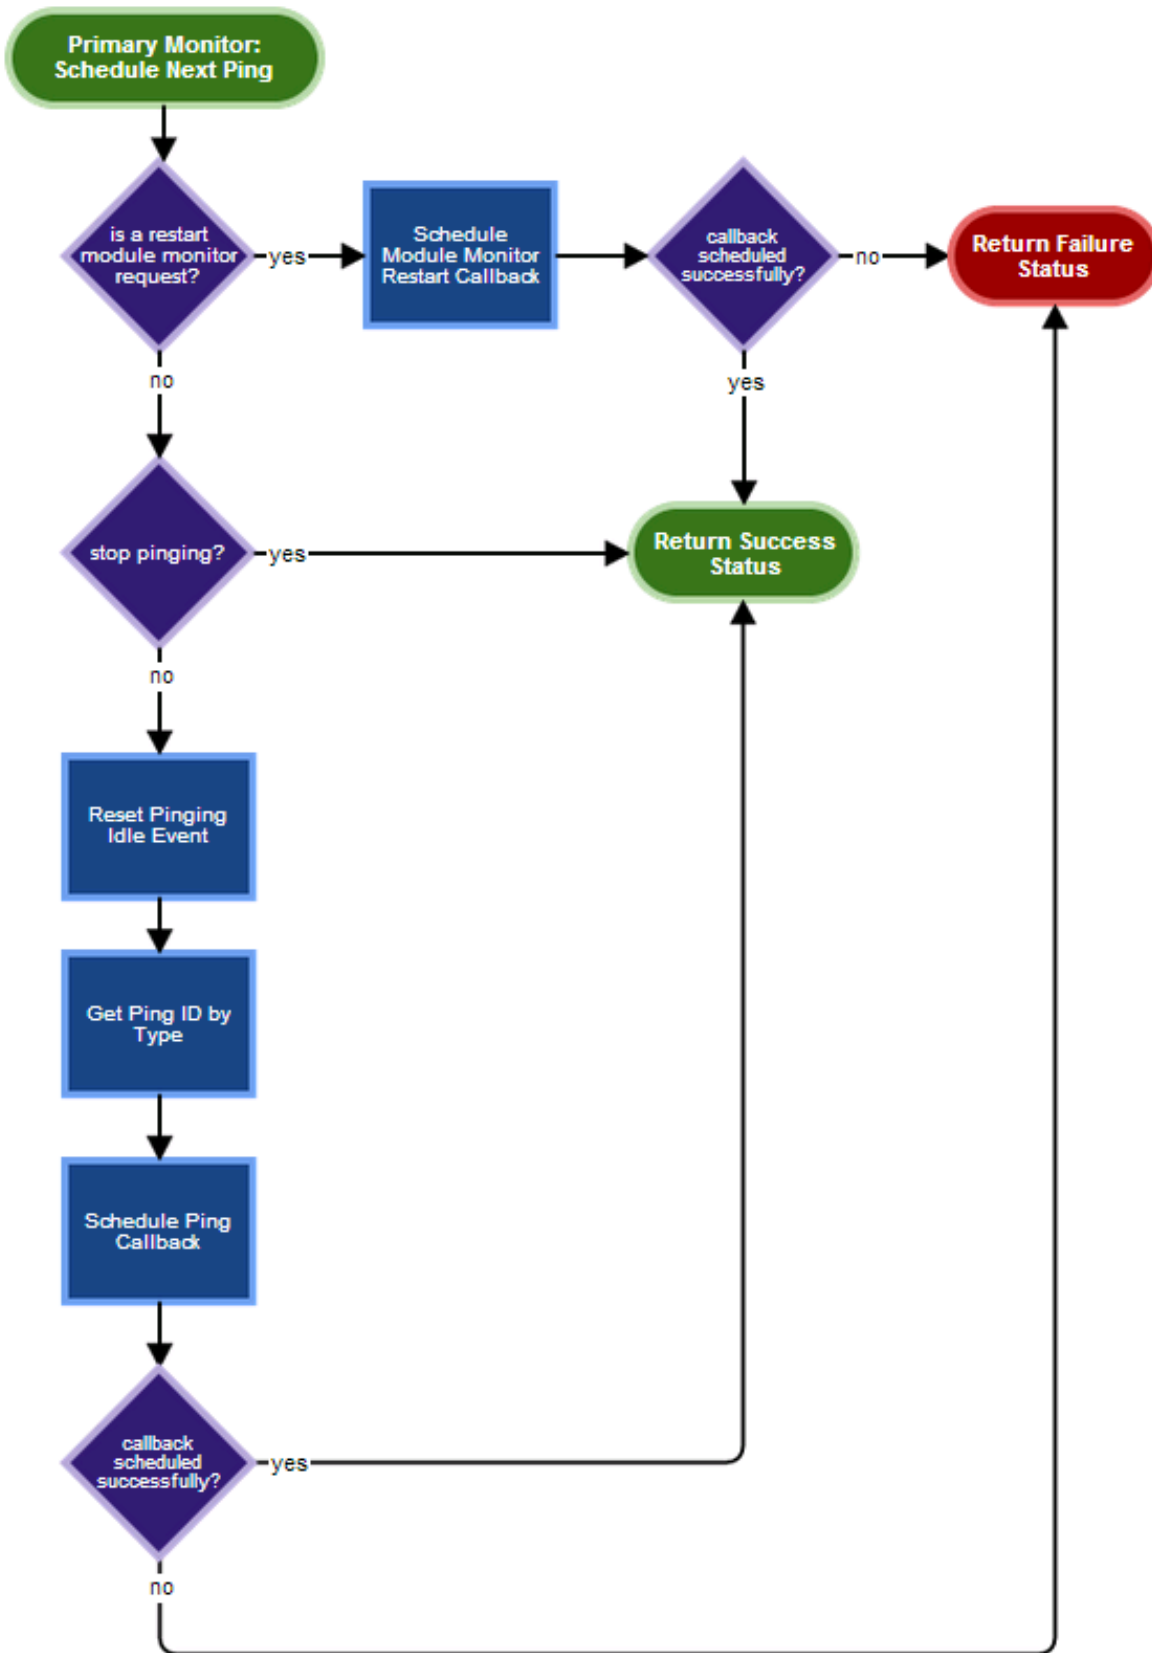 Primary Monitor:
Schedule Next Ping
is a restart
module monitor
request?
yes
Schedule
Module Monitor
Restart Callback
callback
scheduled
successfully?
no
Return Failure
Status
no
yes
stop pinging?
yes
Return Success
Status
no
Reset Pinging
Idle Event
Get Ping ID by
Type
Schedule Ping
Callback
callback
scheduled
successfully?
yes
no